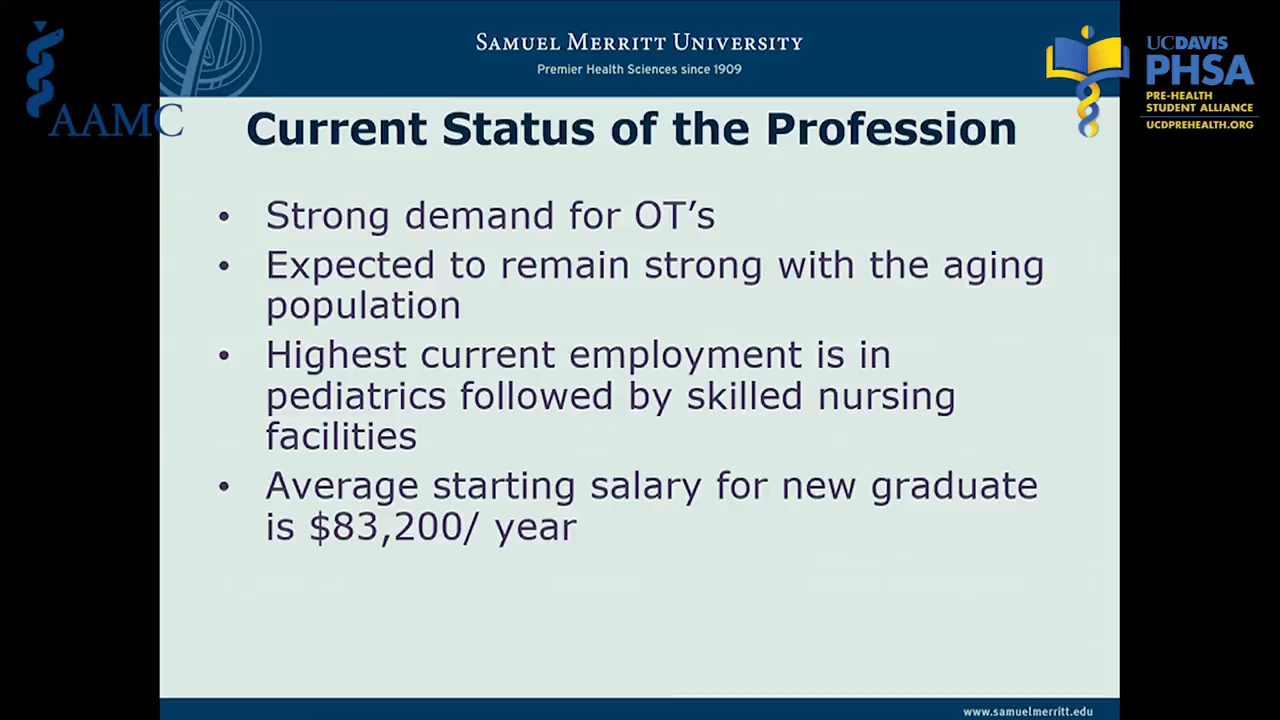 SAMUEL MERRITT UNIVERSITY
Premier Health Sciences since 1909
AAMC
UCDAVIS
PHSA
PRE-HEALTH
STUDENT ALLIANCE
UCDPREHEALTH.ORG
Current Status of the Profession
• Strong demand for OT’s
• Expected to remain strong with the aging
population
• Highest current employment is in
pediatrics followed by skilled nursing
facilities
• Average starting salary for new graduate
is $83,200/ year
www.samuelmerritt.edu